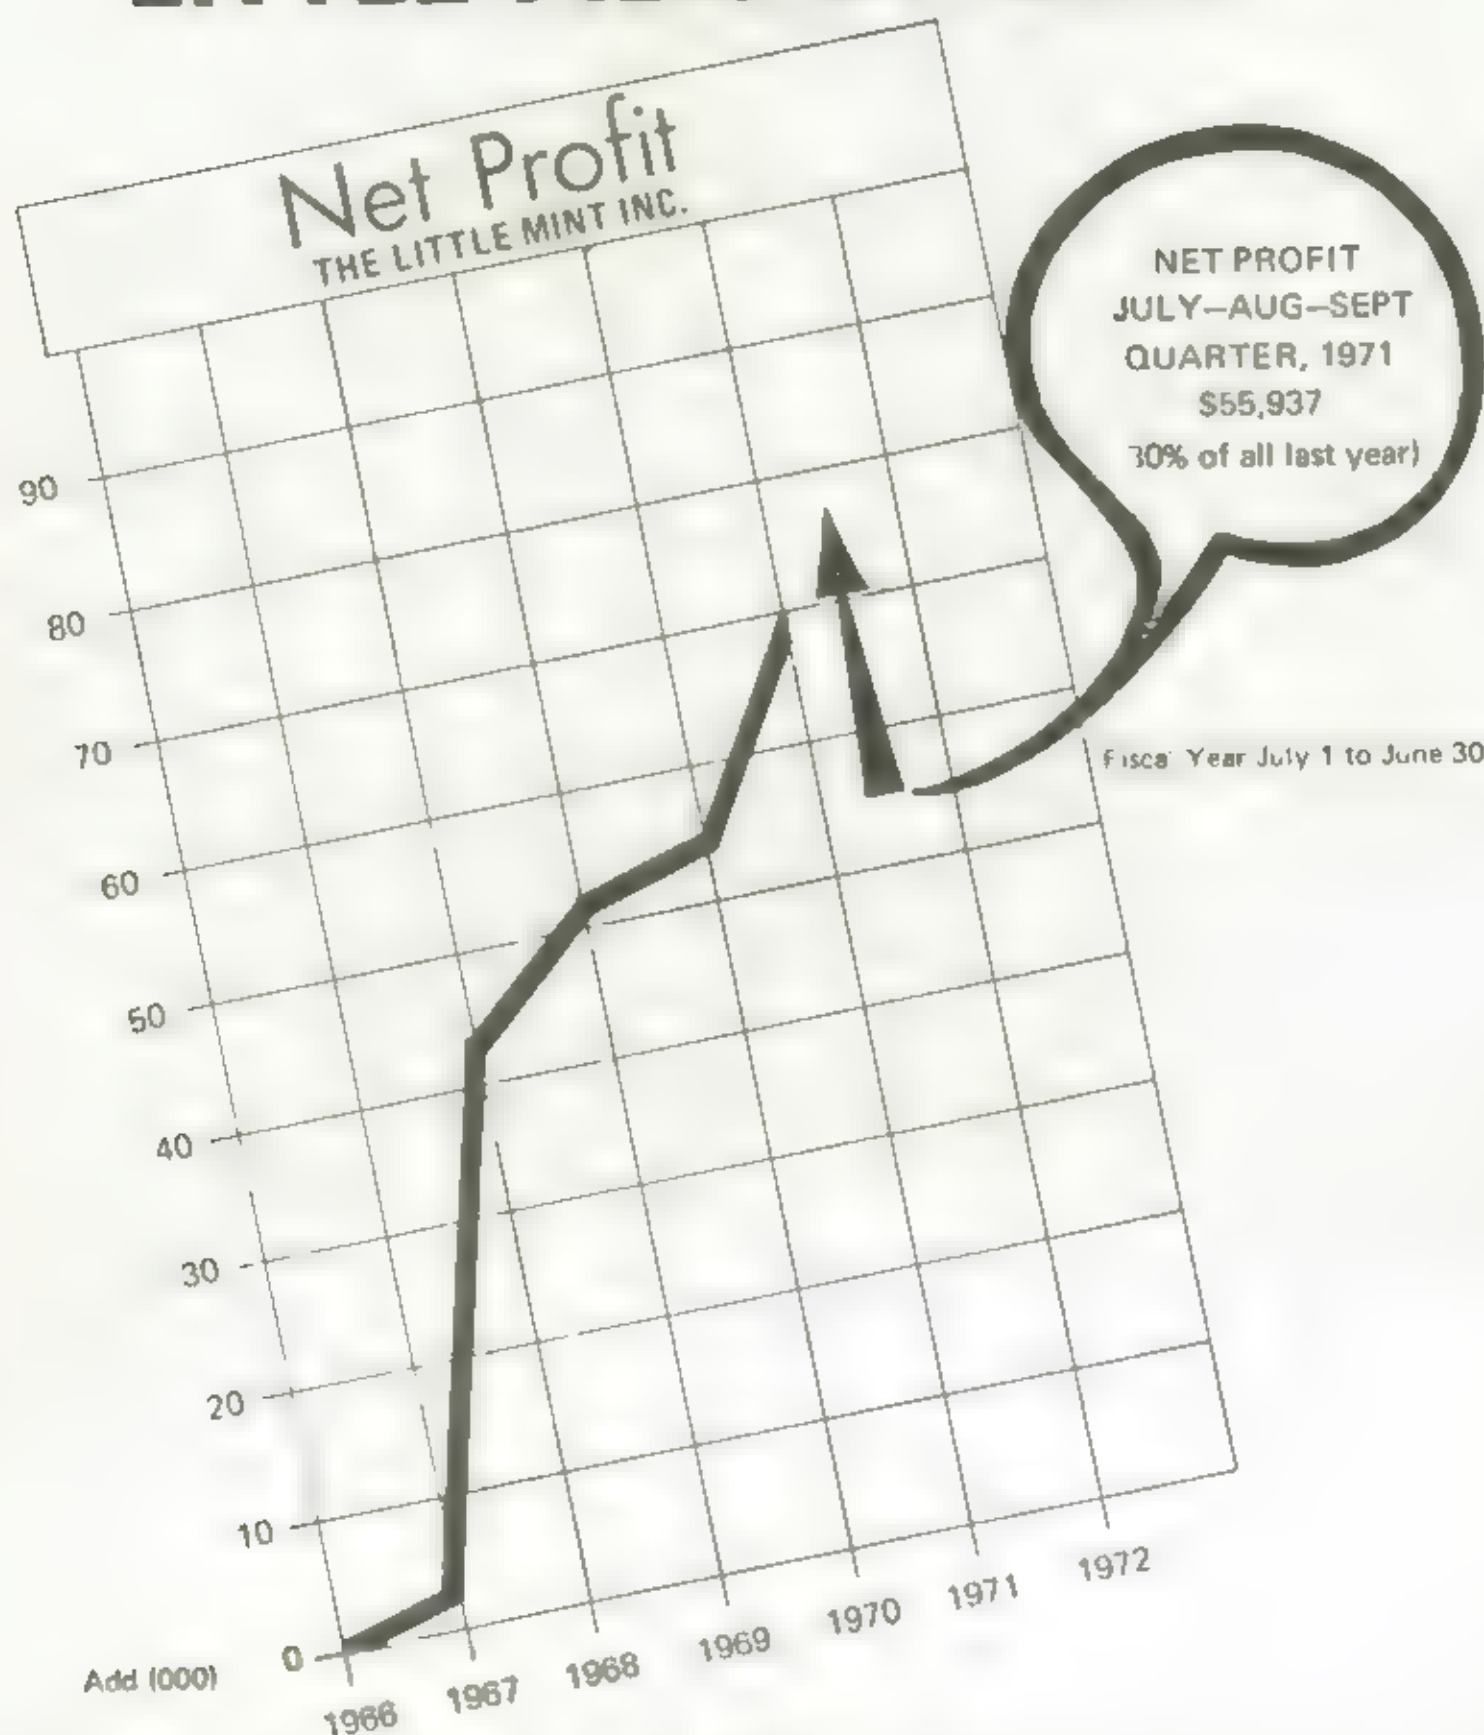 Net Profit
THE LITTLE MINT INC.
NET PROFIT
JULY–AUG–SEPT
QUARTER, 1971
$55,937
30% of all last year)
90
80
70
60
50
40
30
20
10
0
Fiscal Year July 1 to June 30
Add (000)
1966
1967
1968
1969
1970
1971
1972